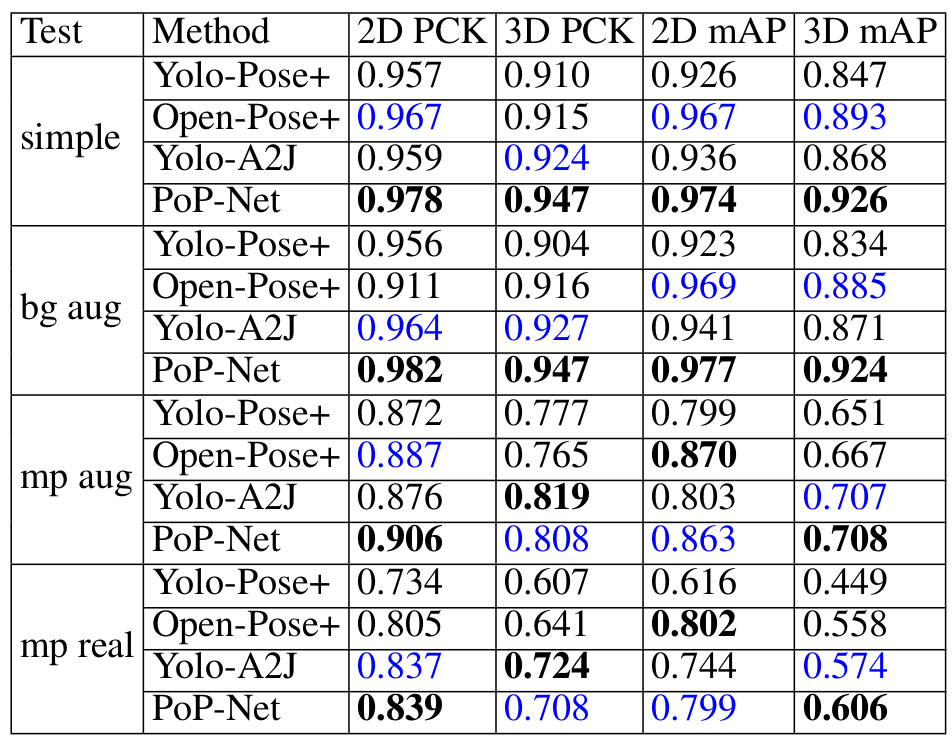 Test Method 2D PCK 3D PCK 2D mAP 3D mAP
simple
Yolo-Pose+ 0.957 0.910 0.926 0.847
Open-Pose+ 0.967 0.915 0.967 0.893
Yolo-A2J 0.959 0.924 0.936 0.868
PoP-Net 0.978 0.947 0.974 0.926
bg aug
Yolo-Pose+ 0.956 0.904 0.923 0.834
Open-Pose+ 0.911 0.916 0.969 0.885
Yolo-A2J 0.964 0.927 0.941 0.871
PoP-Net 0.982 0.947 0.977 0.924
mp aug
Yolo-Pose+ 0.872 0.777 0.799 0.651
Open-Pose+ 0.887 0.765 0.870 0.667
Yolo-A2J 0.876 0.819 0.803 0.707
PoP-Net 0.906 0.808 0.863 0.708
mp real
Yolo-Pose+ 0.734 0.607 0.616 0.449
Open-Pose+ 0.805 0.641 0.802 0.558
Yolo-A2J 0.837 0.724 0.744 0.574
PoP-Net 0.839 0.708 0.799 0.606